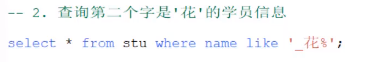 -- 2. 查询第二个字是'花'的学员信息
select * from stu where name like '_花%';